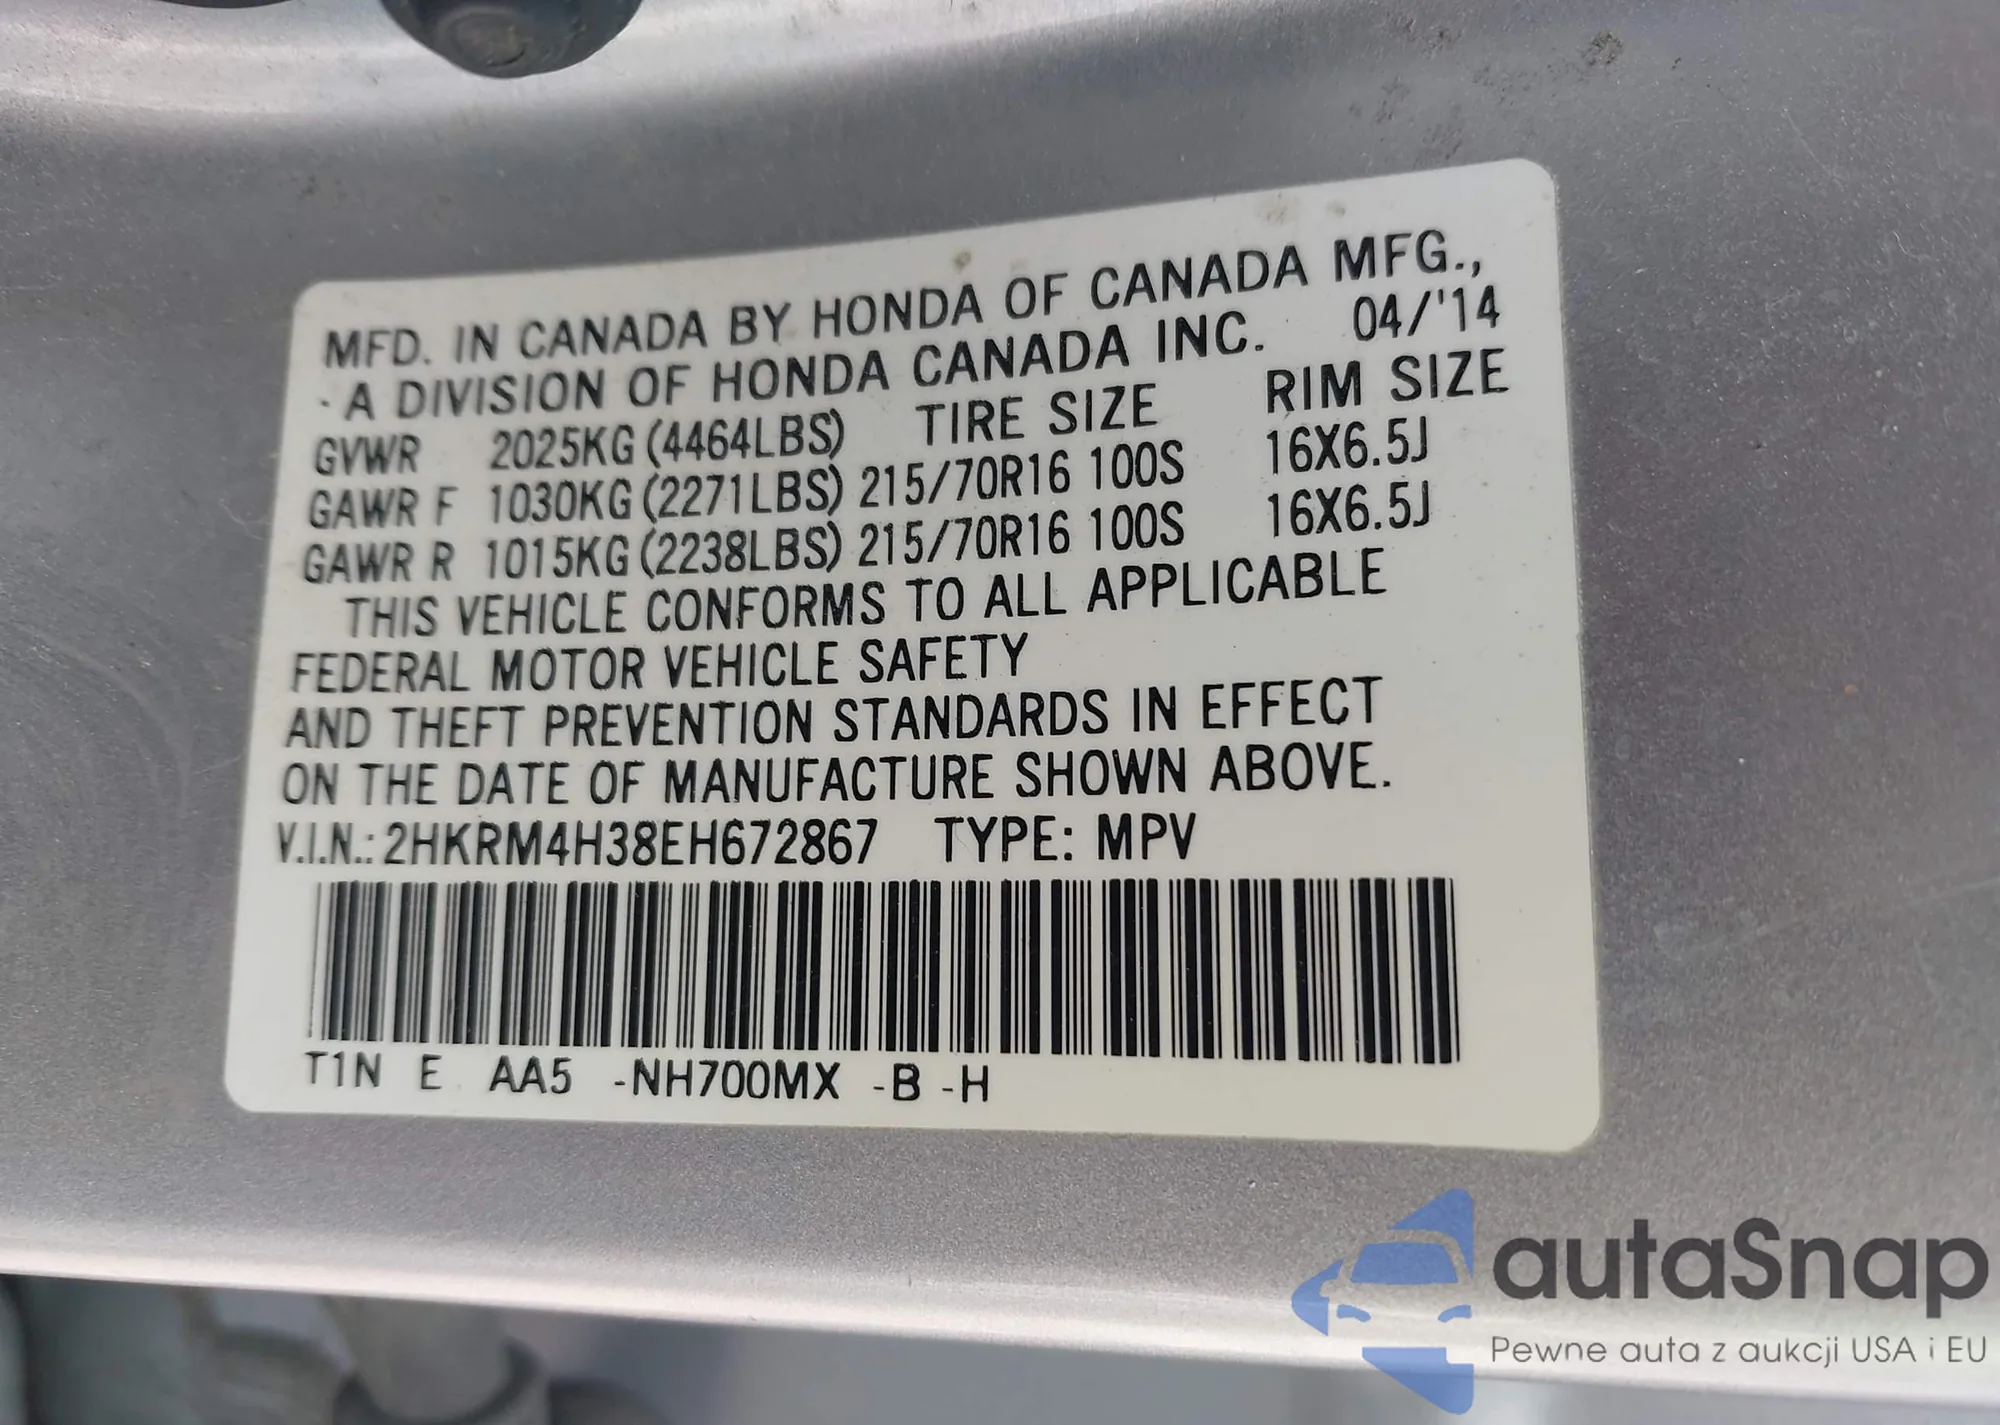 MFD. IN CANADA BY HONDA OF CANADA MFG.,
A DIVISION OF HONDA CANADA INC. 04/'14
GVWR 2025KG (4464LBS) TIRE SIZE RIM SIZE
GAWR F 1030KG (2271LBS) 215/70R16 100S 16X6.5J
GAWR R 1015KG (2238LBS) 215/70R16 100S 16X6.5J
THIS VEHICLE CONFORMS TO ALL APPLICABLE
FEDERAL MOTOR VEHICLE SAFETY
AND THEFT PREVENTION STANDARDS IN EFFECT
ON THE DATE OF MANUFACTURE SHOWN ABOVE.
V.I.N.: 2HKRM4H38EH672867 TYPE: MPV
T1N E AA5 -NH700MX -B -H
autaSnap
Pewne auta z aukcji USA i EU